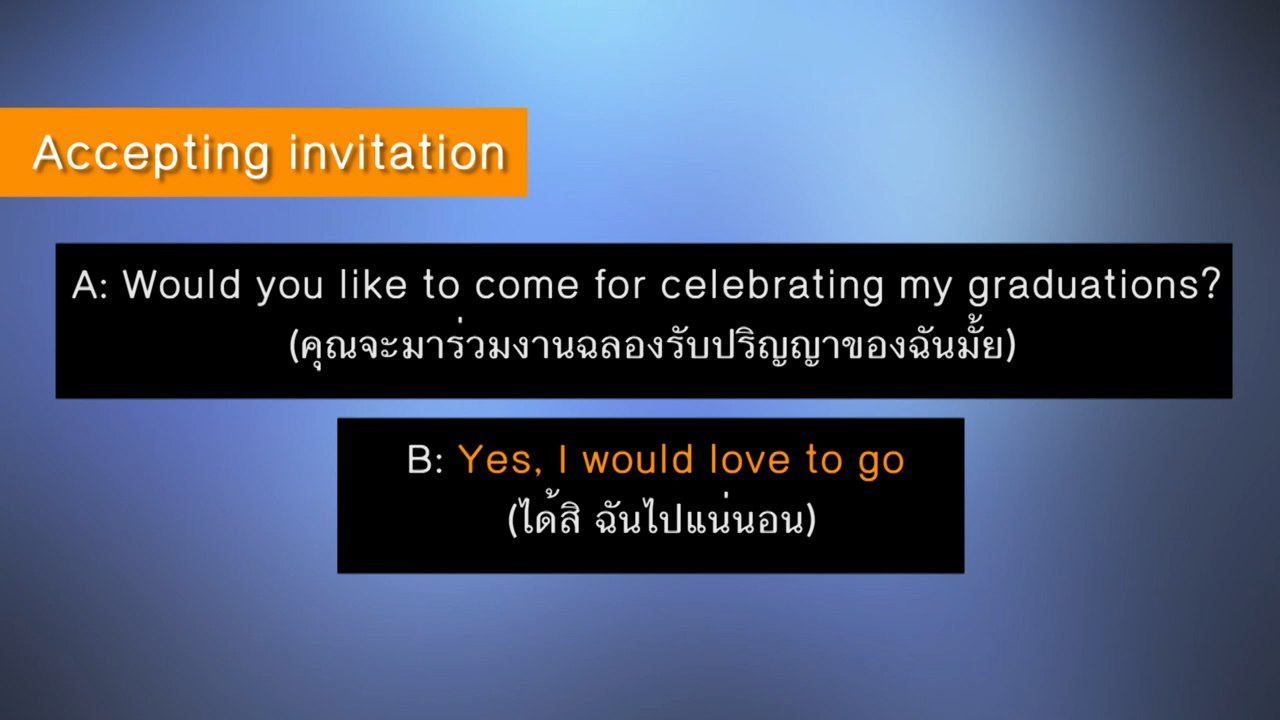 Accepting invitation
A: Would you like to come for celebrating my graduations?
(คุณจะมาร่วมงานฉลองรับปริญญาของฉันมั้ย)
B: Yes, I would love to go
(ได้สิ ฉันไปแน่นอน)